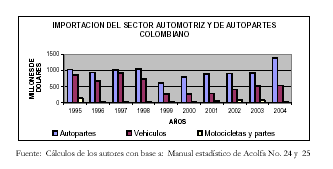 IMPORTACION DEL SECTOR AUTOMOTRIZ Y DE AUTOPARTES
COLOMBIANO
MILLONES DE
DOLARES
1500
1000
500
0
1995 1996 1997 1998 1999 2000 2001 2002 2003 2004
AÑOS
Autopartes Vehículos Motocicletas y partes
Fuente: Cálculos de los autores con base a: Manual estadístico de Acolfa No. 24 y 25